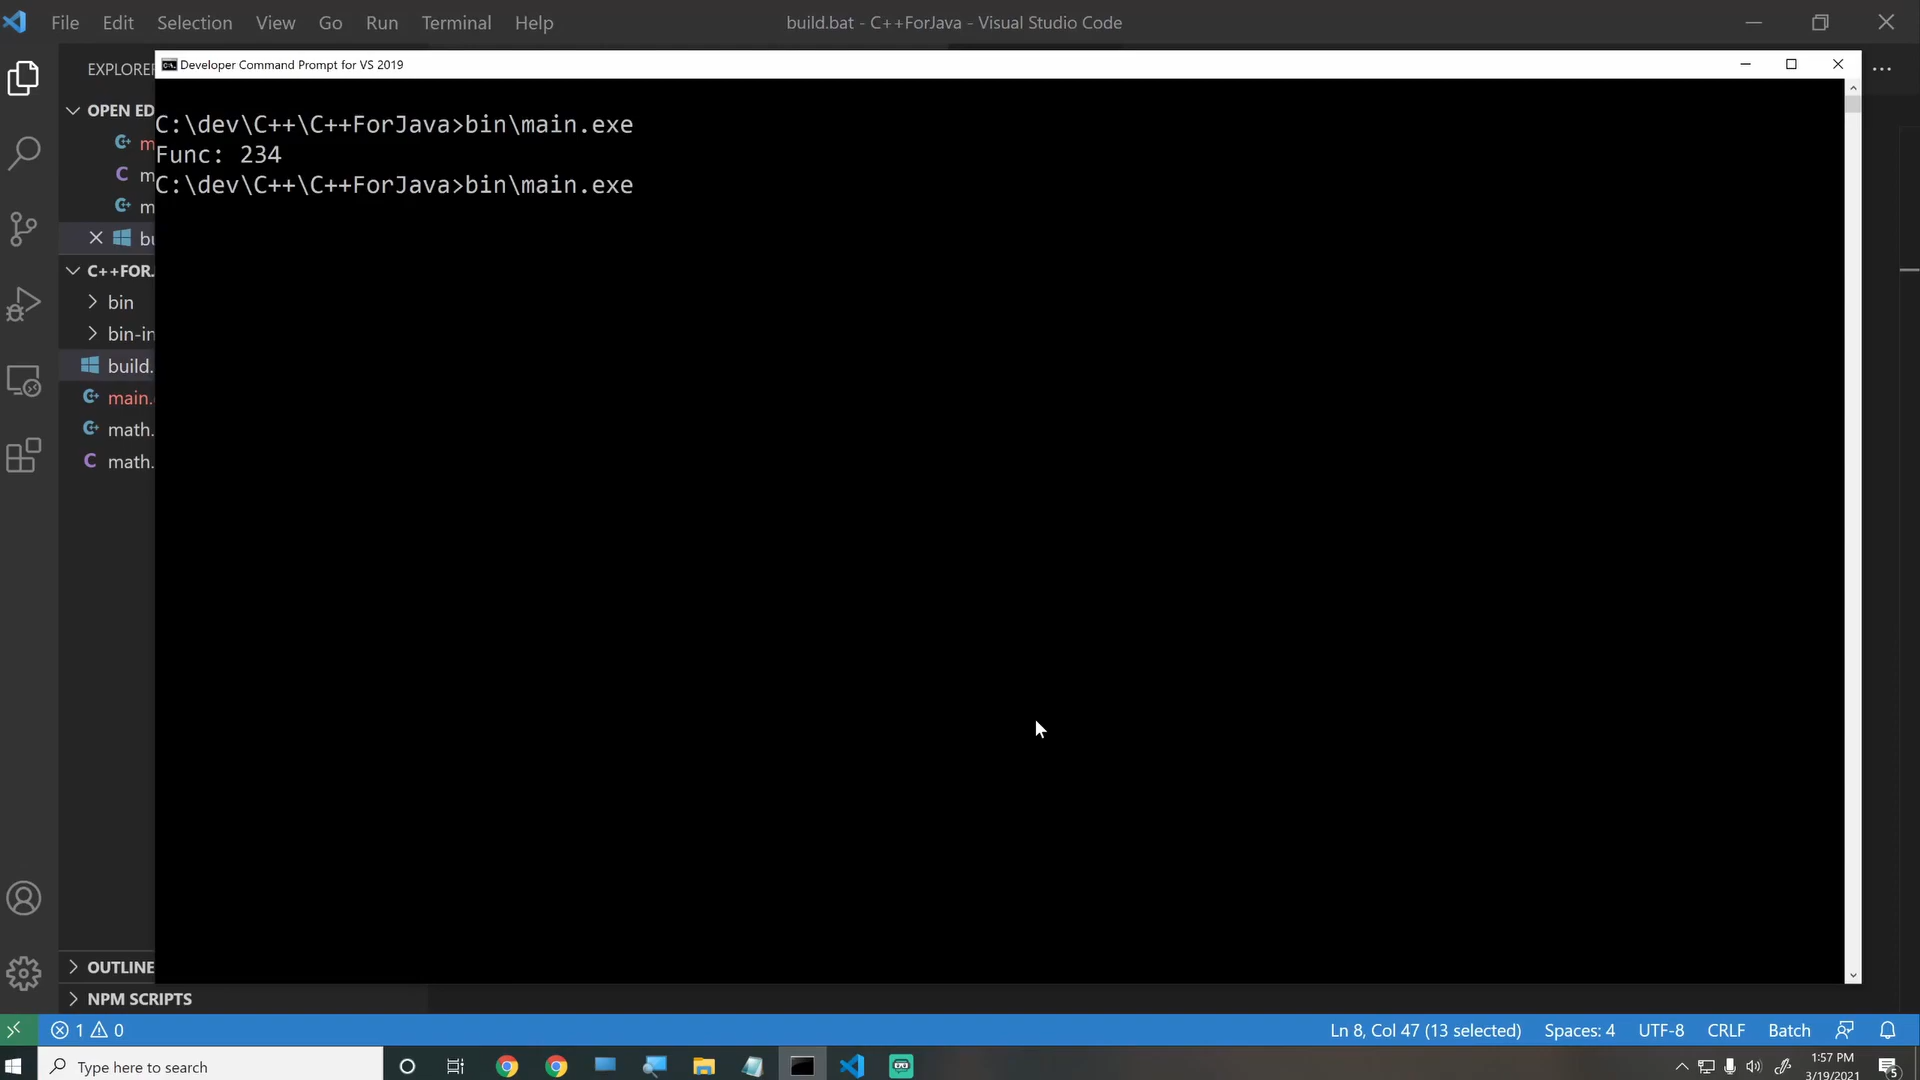 File Edit Selection View Go Run Terminal Help
build.bat - C++ForJava - Visual Studio Code
EXPLORER
Developer Command Prompt for VS 2019
OPEN ED
C:\dev\C++\C++ForJava>bin\main.exe
m
Func: 234
C m
C:\dev\C++\C++ForJava>bin\main.exe
m
bu
C++FOR
bin
bin-in
build.
main.
math.
C math.
OUTLINE
NPM SCRIPTS
1 0
Ln 8, Col 47 (13 selected) Spaces: 4 UTF-8 CRLF Batch
Type here to search
1:57 PM
3/19/2021
5